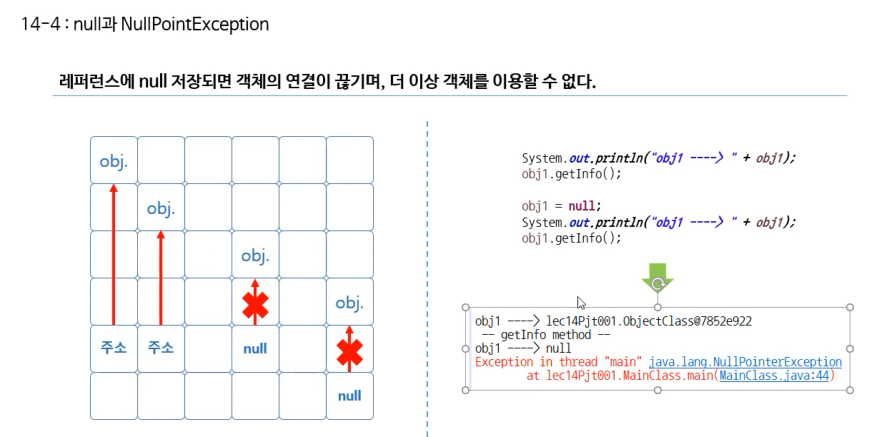 14-4 : null과 NullPointException
레퍼런스에 null 저장되면 객체의 연결이 끊기며, 더 이상 객체를 이용할 수 없다.
obj.
obj.
obj.
obj.
주소
주소
null
null
System.out.println("obj1 ----> " + obj1);
obj1.getInfo();
obj1 = null;
System.out.println("obj1 ----> " + obj1);
obj1.getInfo();
obj1 ----> lec14Pjt001.ObjectClass@7852e922
-- getInfo method --
obj1 ----> null
Exception in thread "main" java.lang.NullPointerException
at lec14Pjt001.MainClass.main(MainClass.java:44)